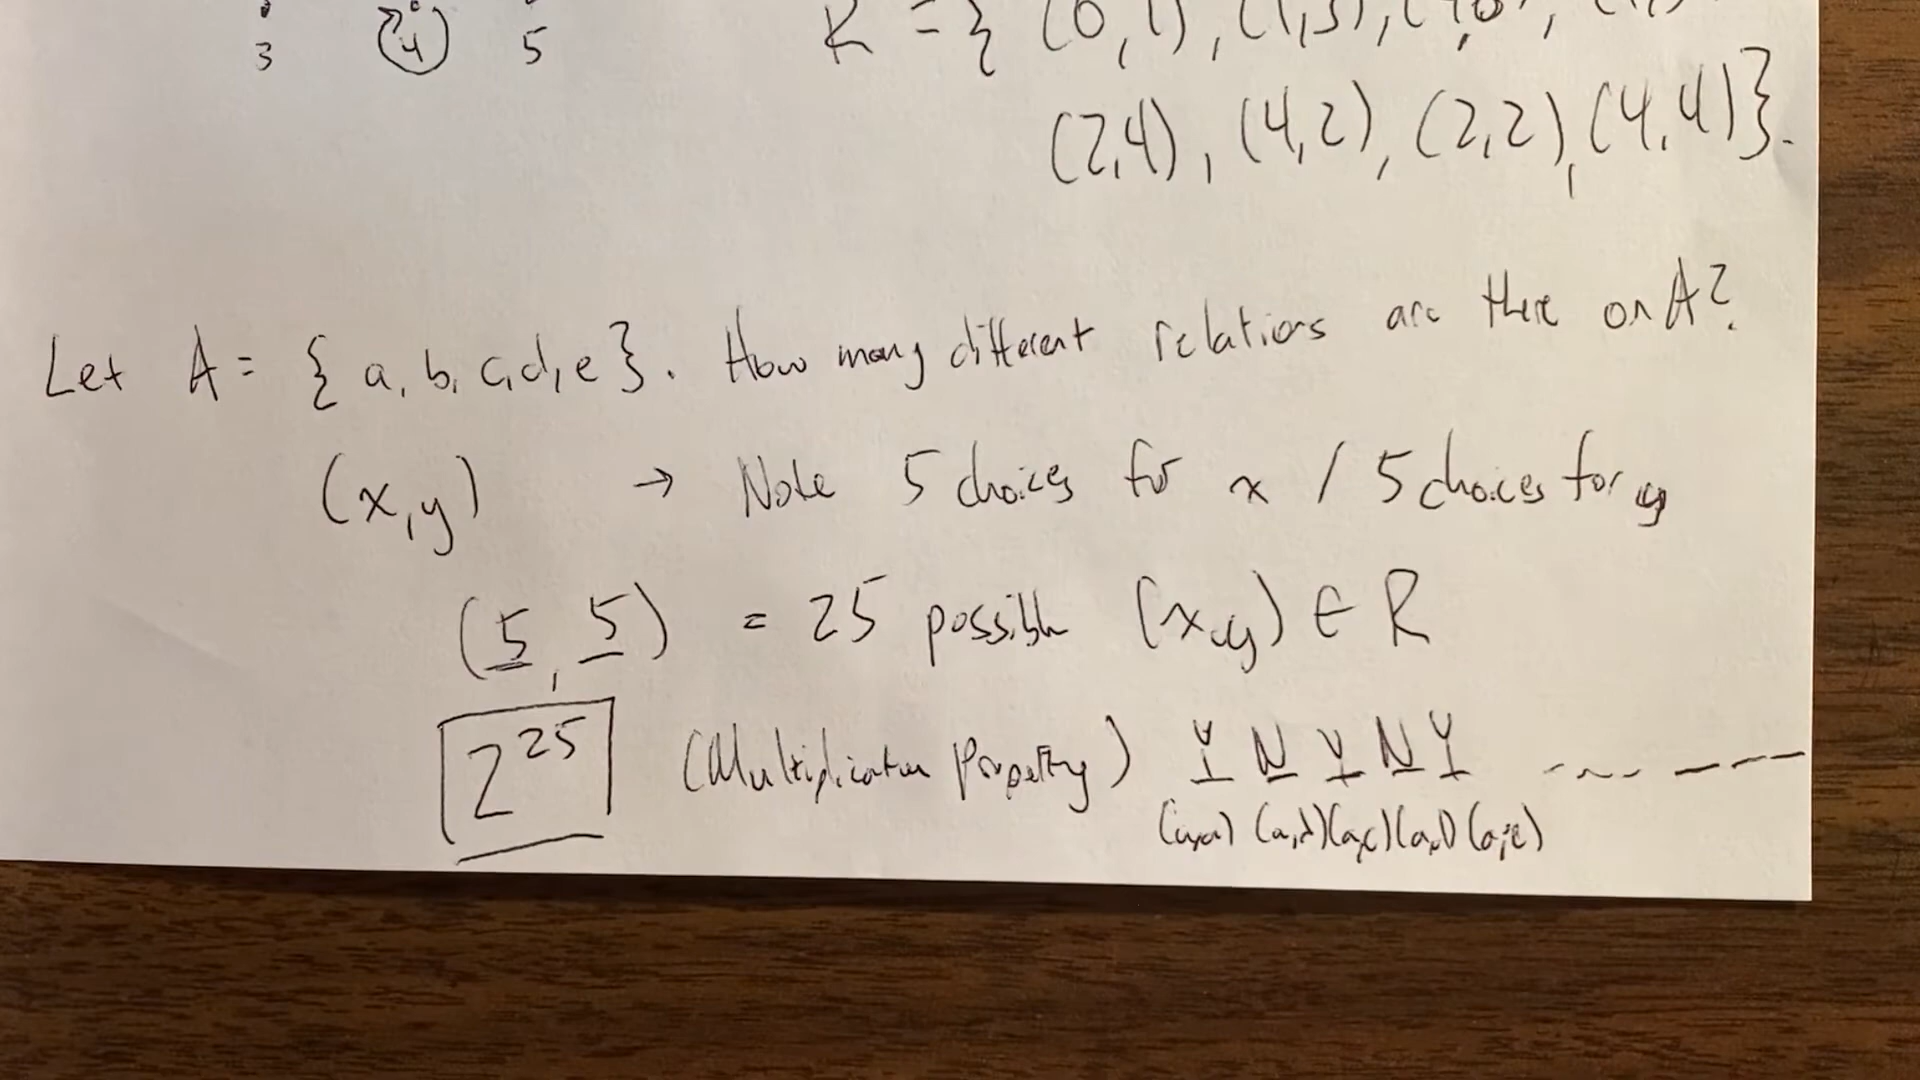 3 4 5
R = { (0,1), (1,3),
(2,4), (4,2), (2,2), (4,4)}.
Let A = { a, b, c, d, e }. How many different relations are there on A?
(x,y) → Note 5 choices for x / 5 choices for y
(5, 5) = 25 possible (x,y) ∈ R
2^25 (Multiplication Property) Y N Y N Y
(a,a) (a,b) (a,c) (a,d) (a,e)